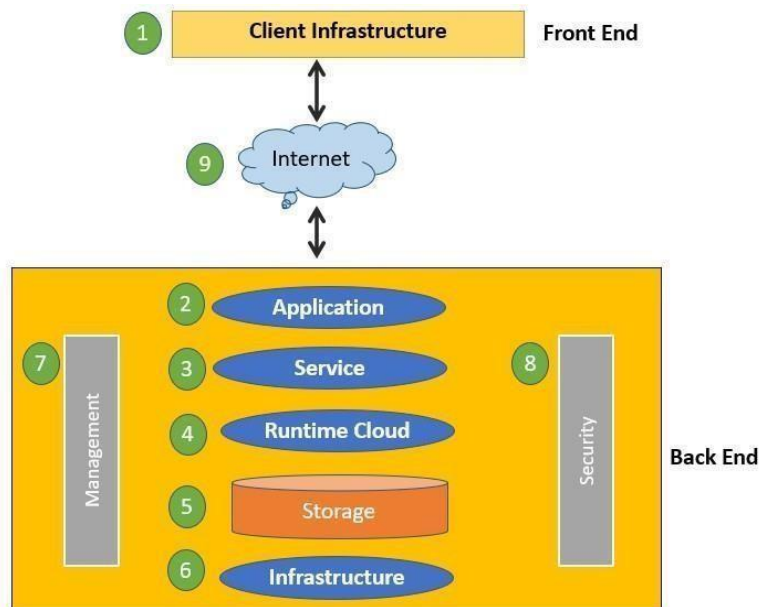 1 Client Infrastructure Front End
9 Internet
2 Application
3 Service
4 Runtime Cloud
5 Storage
6 Infrastructure
7 Management
8 Security
Back End